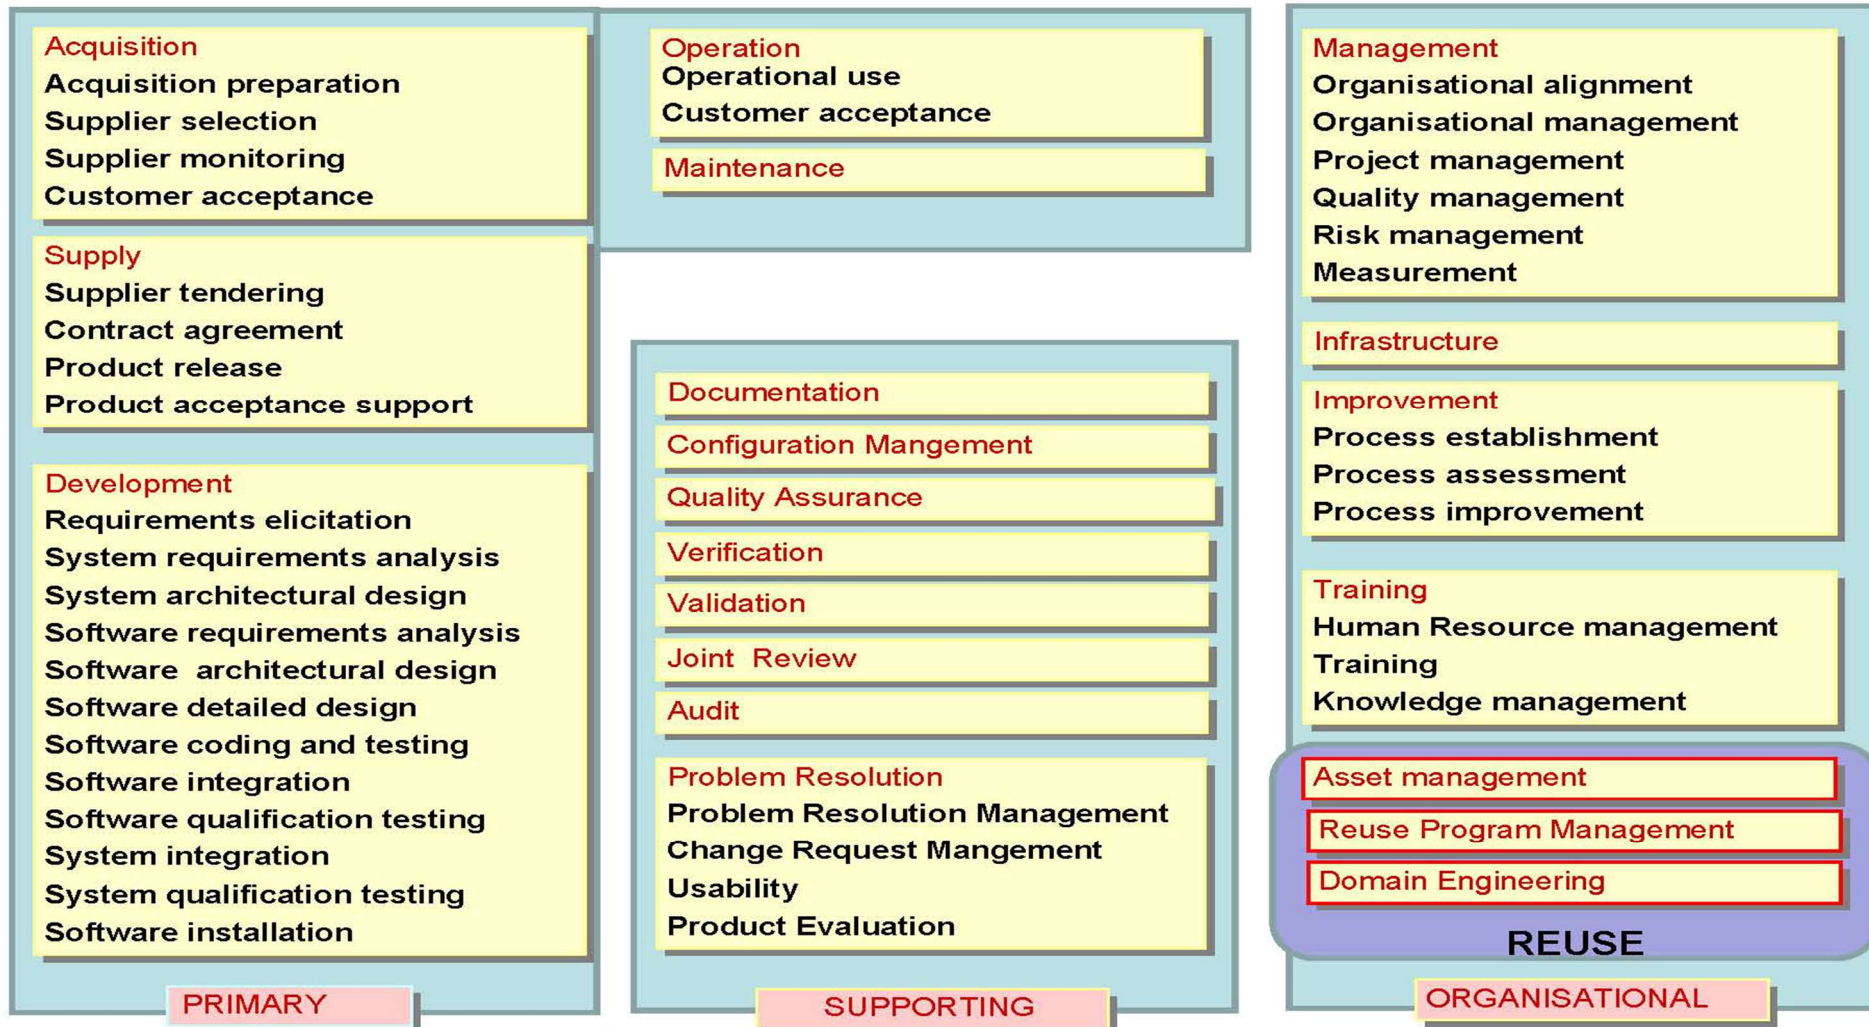 Acquisition
Acquisition preparation
Supplier selection
Supplier monitoring
Customer acceptance
Supply
Supplier tendering
Contract agreement
Product release
Product acceptance support
Development
Requirements elicitation
System requirements analysis
System architectural design
Software requirements analysis
Software architectural design
Software detailed design
Software coding and testing
Software integration
Software qualification testing
System integration
System qualification testing
Software installation
PRIMARY
Operation
Operational use
Customer acceptance
Maintenance
Documentation
Configuration Mangement
Quality Assurance
Verification
Validation
Joint Review
Audit
Problem Resolution
Problem Resolution Management
Change Request Mangement
Usability
Product Evaluation
SUPPORTING
Management
Organisational alignment
Organisational management
Project management
Quality management
Risk management
Measurement
Infrastructure
Improvement
Process establishment
Process assessment
Process improvement
Training
Human Resource management
Training
Knowledge management
Asset management
Reuse Program Management
Domain Engineering
REUSE
ORGANISATIONAL